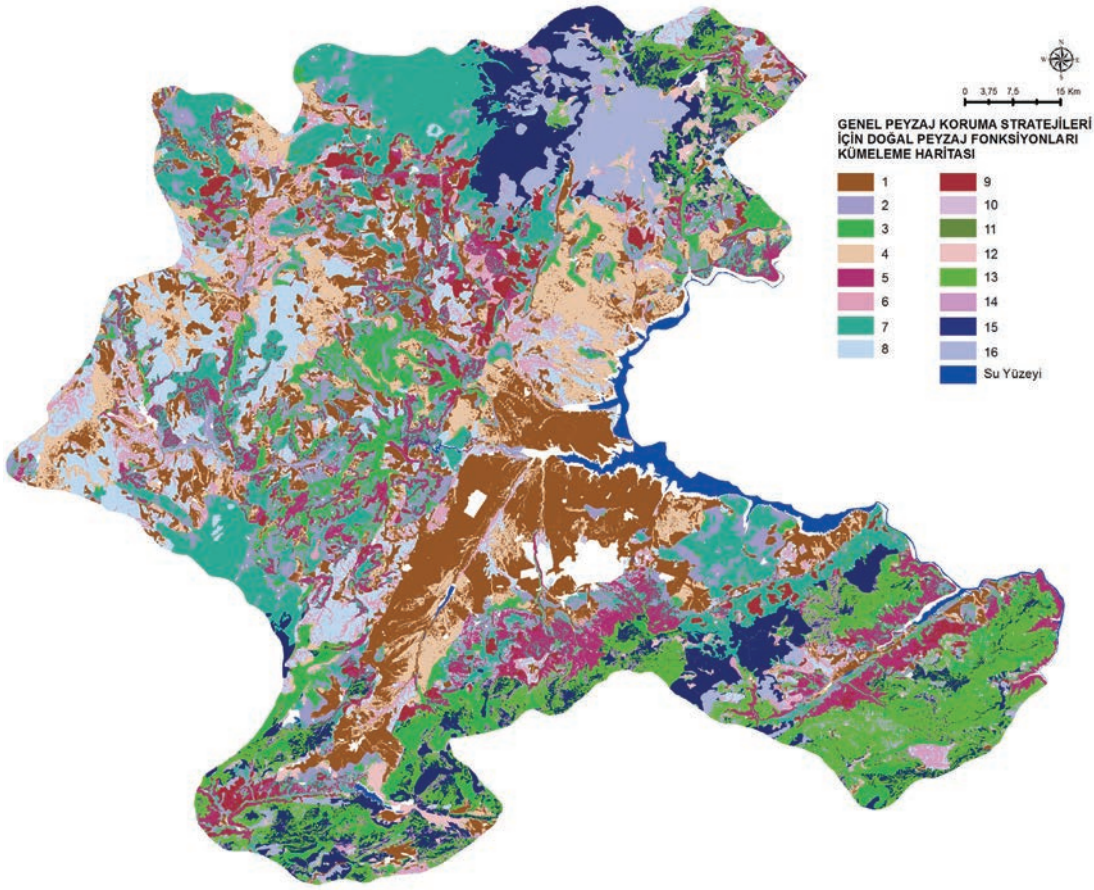 N
W E
S
0 3,75 7,5 15 Km
GENEL PEYZAJ KORUMA STRATEJİLERİ
İÇİN DOĞAL PEYZAJ FONKSİYONLARI
KÜMELEME HARİTASI
1 9
2 10
3 11
4 12
5 13
6 14
7 15
8 16
Su Yüzeyi